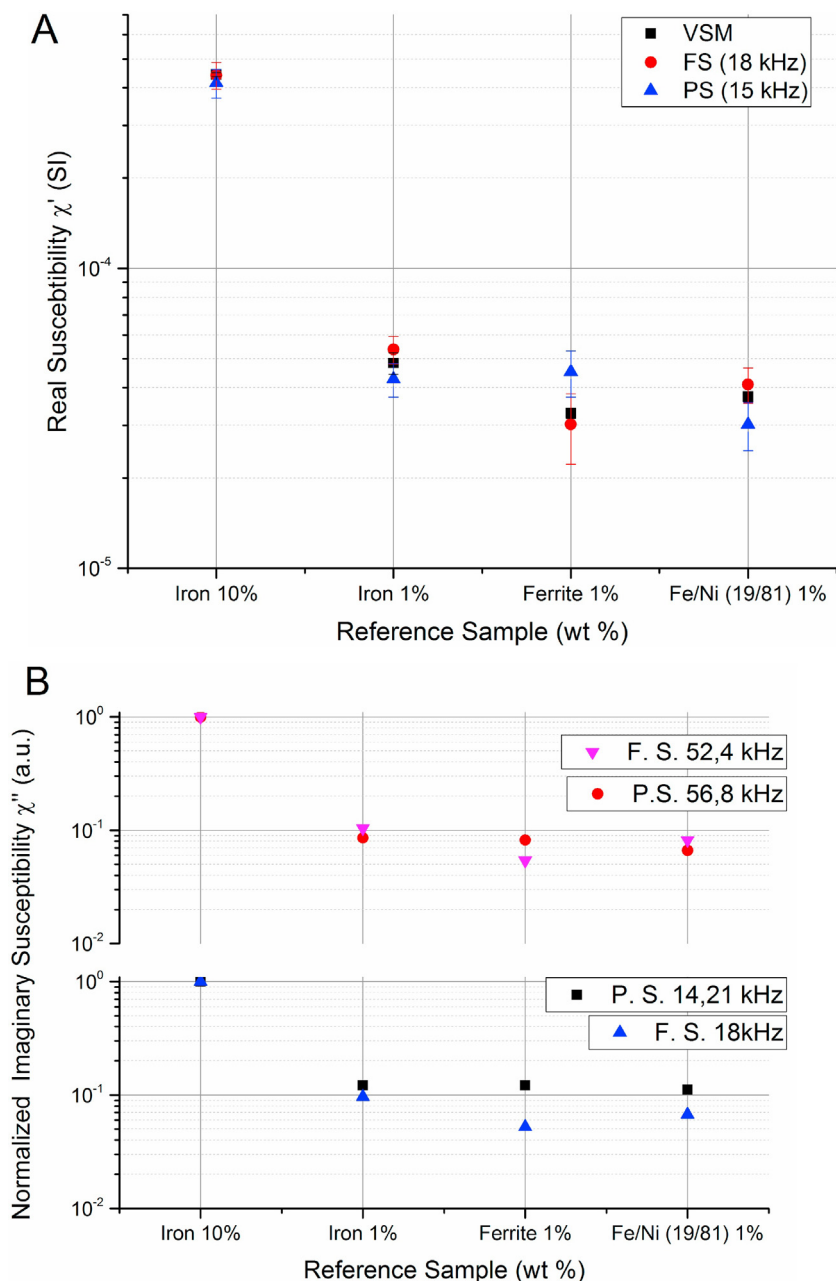 A
VSM
FS (18 kHz)
PS (15 kHz)
Real Suscebtibility χ' (SI)
10⁻⁴
10⁻⁵
Iron 10%
Iron 1%
Ferrite 1%
Fe/Ni (19/81) 1%
Reference Sample (wt %)
B
Normalized Imaginary Susceptibility χ'' (a.u.)
10⁰
F. S. 52,4 kHz
P.S. 56,8 kHz
10⁻¹
10⁻²
10⁰
P. S. 14,21 kHz
F. S. 18kHz
10⁻¹
10⁻²
Iron 10%
Iron 1%
Ferrite 1%
Fe/Ni (19/81) 1%
Reference Sample (wt %)